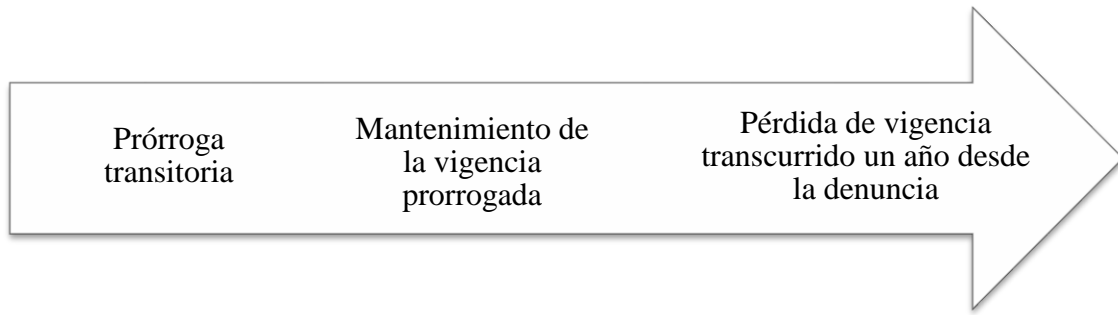 Prórroga
transitoria
Mantenimiento de
la vigencia
prorrogada
Pérdida de vigencia
transcurrido un año desde
la denuncia